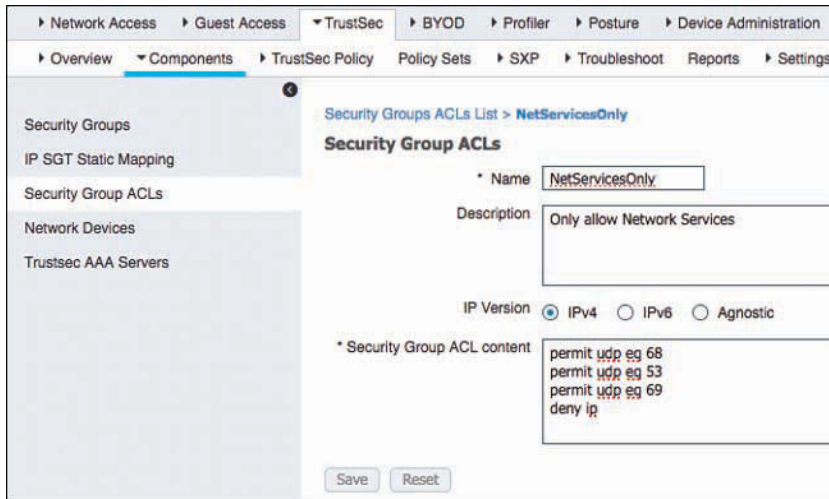 Network Access Guest Access TrustSec BYOD Profiler Posture Device Administration
Overview Components TrustSec Policy Policy Sets SXP Troubleshoot Reports Settings
Security Groups
IP SGT Static Mapping
Security Group ACLs
Network Devices
Trustsec AAA Servers
Security Groups ACLs List > NetServicesOnly
Security Group ACLs
* Name NetServicesOnly
Description Only allow Network Services
IP Version IPv4 IPv6 Agnostic
* Security Group ACL content permit udp eq 68
permit udp eq 53
permit udp eq 69
deny ip
Save Reset